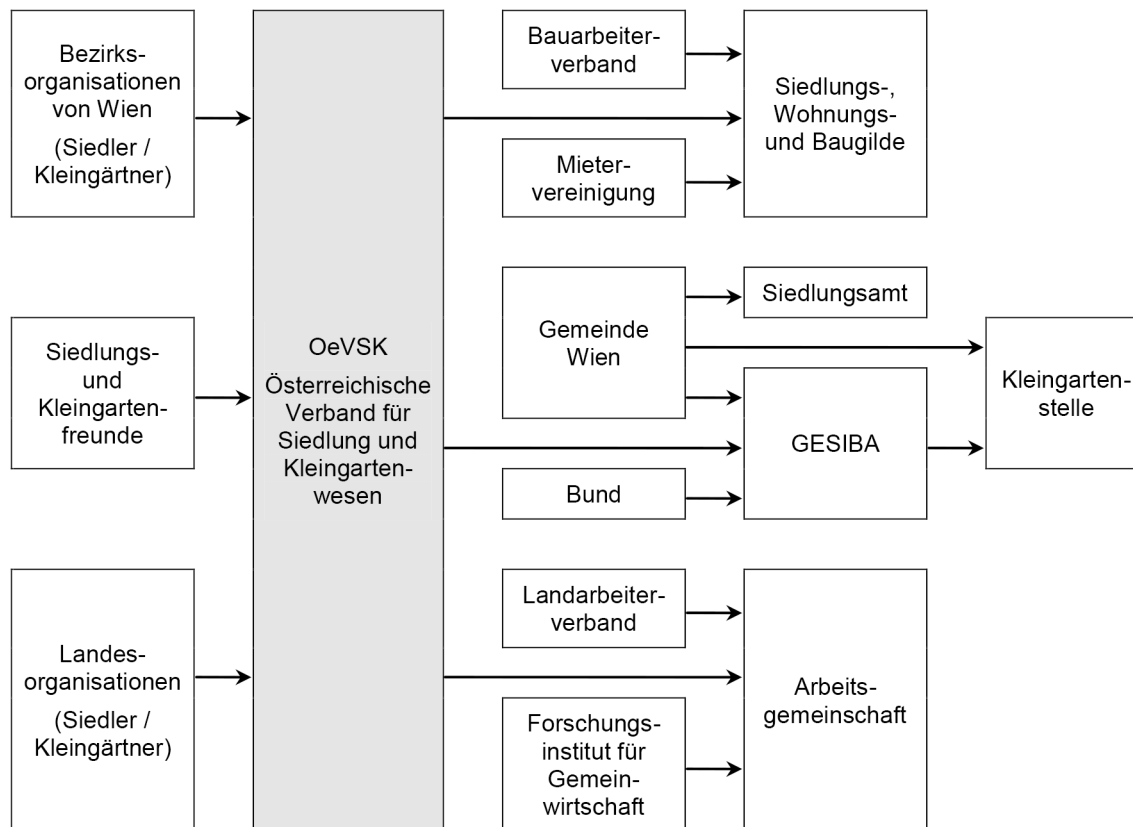 Bezirks-
organisationen
von Wien
(Siedler /
Kleingärtner)
Siedlungs-
und
Kleingarten-
freunde
Landes-
organisationen
(Siedler /
Kleingärtner)
OeVSK
Österreichische
Verband für
Siedlung und
Kleingarten-
wesen
Bauarbeiter-
verband
Mieter-
vereinigung
Siedlungs-,
Wohnungs-
und Baugilde
Gemeinde
Wien
Bund
Siedlungsamt
GESIBA
Kleingarten-
stelle
Landarbeiter-
verband
Forschungs-
institut für
Gemein-
wirtschaft
Arbeits-
gemeinschaft